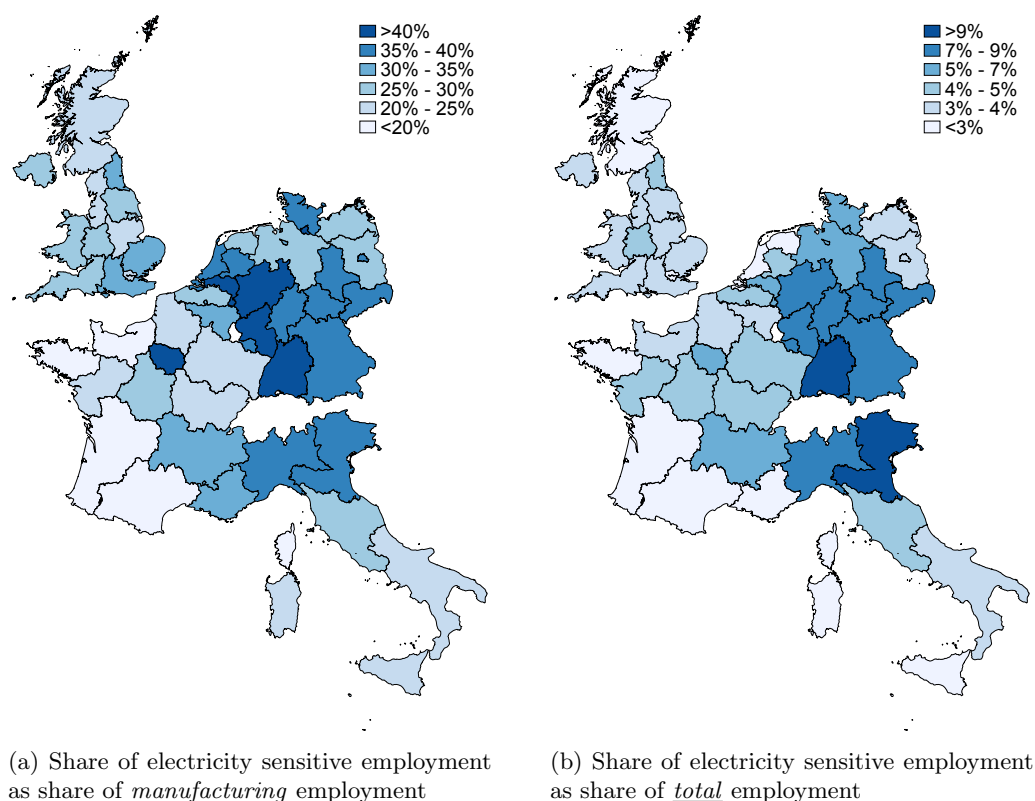 >40%
35% - 40%
30% - 35%
25% - 30%
20% - 25%
<20%
>9%
7% - 9%
5% - 7%
4% - 5%
3% - 4%
<3%
(a) Share of electricity sensitive employment
as share of manufacturing employment
(b) Share of electricity sensitive employment
as share of total employment